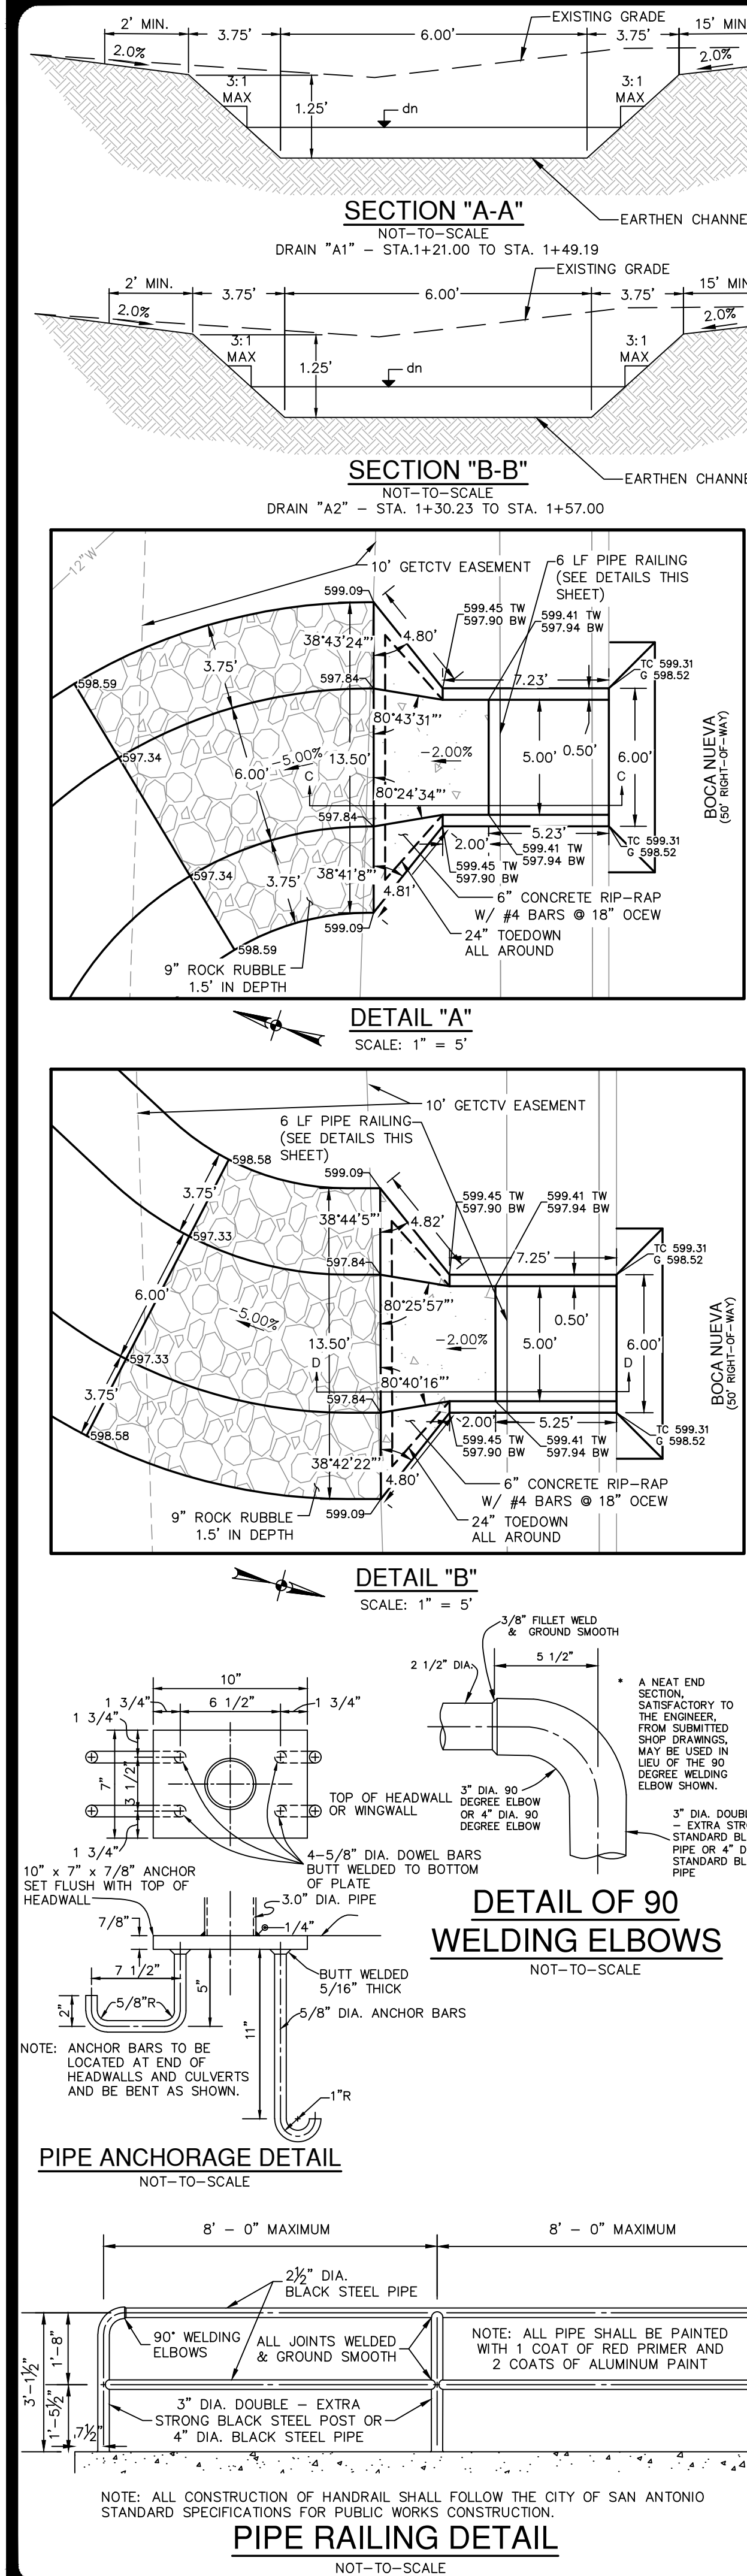 2' MIN.
3.75'
6.00'
EXISTING GRADE
3.75'
15' MIN
2.0%
2.0%
3:1
MAX
1.25'
dn
3:1
MAX
SECTION "A-A"
EARTHEN CHANNE
NOT-TO-SCALE
DRAIN "A1" - STA.1+21.00 TO STA. 1+49.19
EXISTING GRADE
2' MIN.
3.75'
6.00'
3.75'
15' MIN
2.0%
2.0%
3:1
MAX
1.25'
dn
3:1
MAX
SECTION "B-B"
EARTHEN CHANNE
NOT-TO-SCALE
DRAIN "A2" - STA. 1+30.23 TO STA. 1+57.00
12"W
10' GETCTV EASEMENT
6 LF PIPE RAILING
(SEE DETAILS THIS
SHEET)
599.09
599.45 TW
597.90 BW
599.41 TW
597.94 BW
38°43'24"
4.80'
3.75'
598.59
597.84
7.23'
TC 599.31
G 598.52
80°43'31"
597.34
-5.00%
13.50'
-2.00%
5.00'
0.50'
6.00'
6.00'
C
C
80°24'34"
BOCA NUEVA
(50' RIGHT-OF-WAY)
597.84
5.23'
2.00'
TC 599.31
G 598.52
599.41 TW
597.94 BW
599.45 TW
597.90 BW
597.34
3.75'
38°41'8"
4.81'
598.59
599.09
6" CONCRETE RIP-RAP
W/ #4 BARS @ 18" OCEW
24" TOEDOWN
ALL AROUND
9" ROCK RUBBLE
1.5' IN DEPTH
DETAIL "A"
SCALE: 1" = 5'
10' GETCTV EASEMENT
6 LF PIPE RAILING
(SEE DETAILS THIS
SHEET)
598.58
599.09
3.75'
599.45 TW
597.90 BW
599.41 TW
597.94 BW
38°44'5"
4.82'
597.33
597.84
7.25'
TC 599.31
G 598.52
80°25'57"
6.00'
-5.00%
13.50'
-2.00%
5.00'
0.50'
6.00'
D
D
BOCA NUEVA
(50' RIGHT-OF-WAY)
597.33
80°40'16"
3.75'
597.84
2.00'
5.25'
TC 599.31
G 598.52
598.58
599.45 TW
597.90 BW
599.41 TW
597.94 BW
38°42'22"
4.80'
6" CONCRETE RIP-RAP
W/ #4 BARS @ 18" OCEW
599.09
9" ROCK RUBBLE
1.5' IN DEPTH
24" TOEDOWN
ALL AROUND
DETAIL "B"
SCALE: 1" = 5'
3/8" FILLET WELD
& GROUND SMOOTH
2 1/2" DIA.
5 1/2"
* A NEAT END
SECTION,
SATISFACTORY TO
THE ENGINEER,
FROM SUBMITTED
SHOP DRAWINGS,
MAY BE USED IN
LIEU OF THE 90
DEGREE WELDING
ELBOW SHOWN.
3" DIA. 90
DEGREE ELBOW
OR 4" DIA. 90
DEGREE ELBOW
3" DIA. DOUBL
- EXTRA STRO
STANDARD BL
PIPE OR 4" D
STANDARD BL
PIPE
DETAIL OF 90
WELDING ELBOWS
NOT-TO-SCALE
10"
1 3/4"
6 1/2"
1 3/4"
1 3/4"
7"
3 1/2"
1 3/4"
TOP OF HEADWALL
OR WINGWALL
4-5/8" DIA. DOWEL BARS
BUTT WELDED TO BOTTOM
OF PLATE
10" x 7" x 7/8" ANCHOR
SET FLUSH WITH TOP OF
HEADWALL
3.0" DIA. PIPE
1/4"
7/8"
BUTT WELDED
5/16" THICK
7 1/2"
5"
2"
5/8"R
5/8" DIA. ANCHOR BARS
11"
NOTE: ANCHOR BARS TO BE
LOCATED AT END OF
HEADWALLS AND CULVERTS
AND BE BENT AS SHOWN.
1"R
PIPE ANCHORAGE DETAIL
NOT-TO-SCALE
8' - 0" MAXIMUM
8' - 0" MAXIMUM
2½" DIA.
BLACK STEEL PIPE
90° WELDING
ELBOWS
ALL JOINTS WELDED
& GROUND SMOOTH
NOTE: ALL PIPE SHALL BE PAINTED
WITH 1 COAT OF RED PRIMER AND
2 COATS OF ALUMINUM PAINT
3'-1½"
1'-8"
1'-5½"
7½"
3" DIA. DOUBLE - EXTRA
STRONG BLACK STEEL POST OR
4" DIA. BLACK STEEL PIPE
NOTE: ALL CONSTRUCTION OF HANDRAIL SHALL FOLLOW THE CITY OF SAN ANTONIO
STANDARD SPECIFICATIONS FOR PUBLIC WORKS CONSTRUCTION.
PIPE RAILING DETAIL
NOT-TO-SCALE